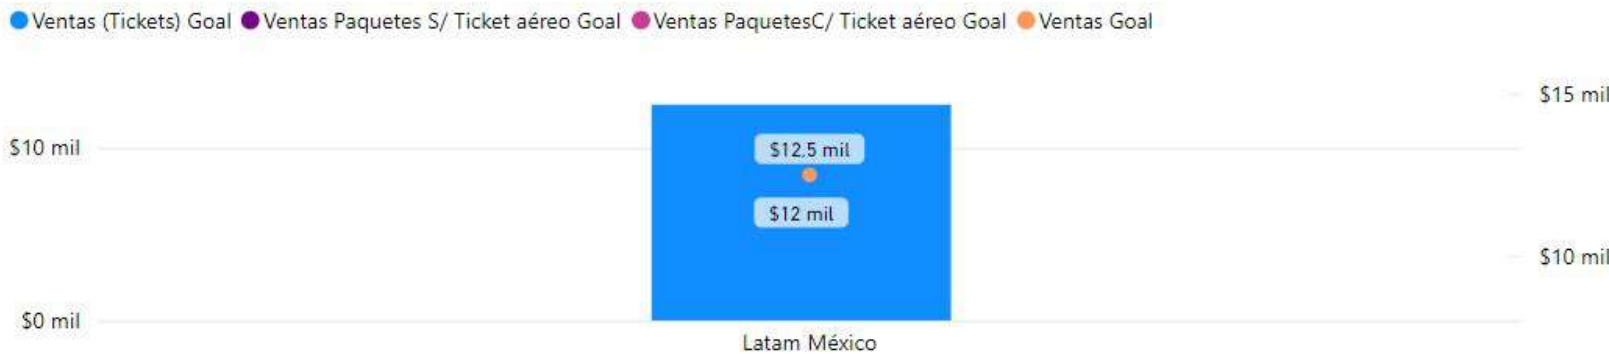 Ventas (Tickets) Goal Ventas Paquetes S/ Ticket aéreo Goal Ventas PaquetesC/ Ticket aéreo Goal Ventas Goal
$15 mil
$10 mil
$12,5 mil
$12 mil
$10 mil
$0 mil
Latam México